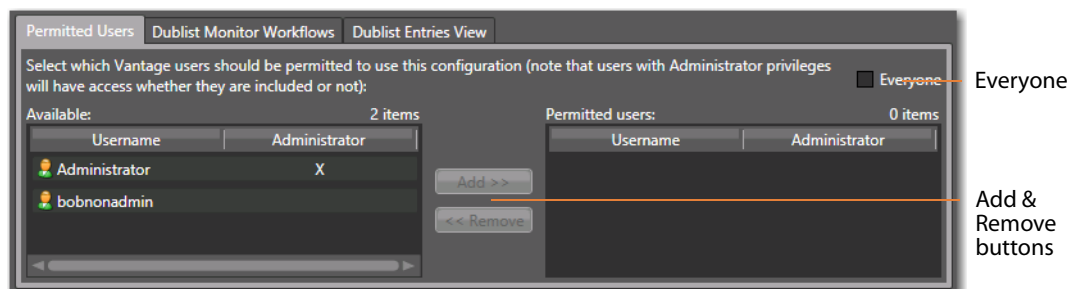 Permitted Users Dublist Monitor Workflows Dublist Entries View
Select which Vantage users should be permitted to use this configuration (note that users with Administrator privileges
will have access whether they are included or not):
Everyone
Everyone
Available: 2 items
Permitted users: 0 items
Username Administrator
Username Administrator
Administrator X
bobnonadmin
Add >>
<< Remove
Add &
Remove
buttons